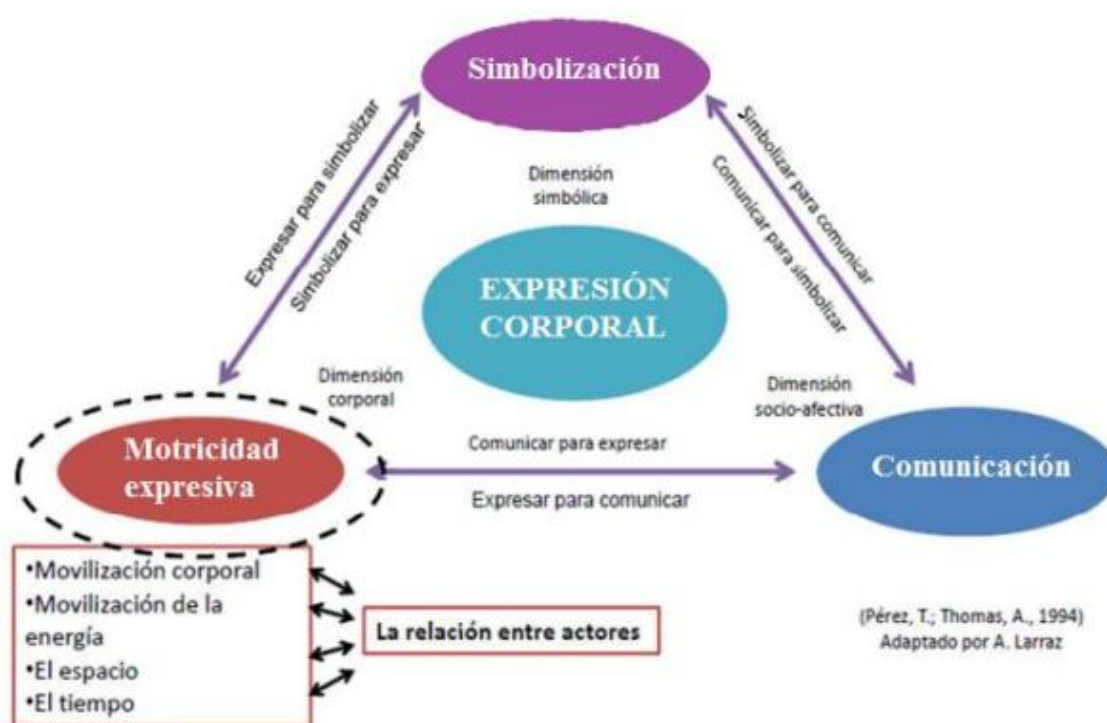 Simbolización
Expresar para simbolizar
Simbolizar para expresar
Simbolizar para comunicar
Comunicar para simbolizar
Dimensión
simbólica
EXPRESIÓN
CORPORAL
Dimensión
corporal
Dimensión
socio-afectiva
Motricidad
expresiva
Comunicar para expresar
Expresar para comunicar
Comunicación
•Movilización corporal
•Movilización de la
energía
•El espacio
•El tiempo
La relación entre actores
(Pérez, T.; Thomas, A., 1994)
Adaptado por A. Larraz